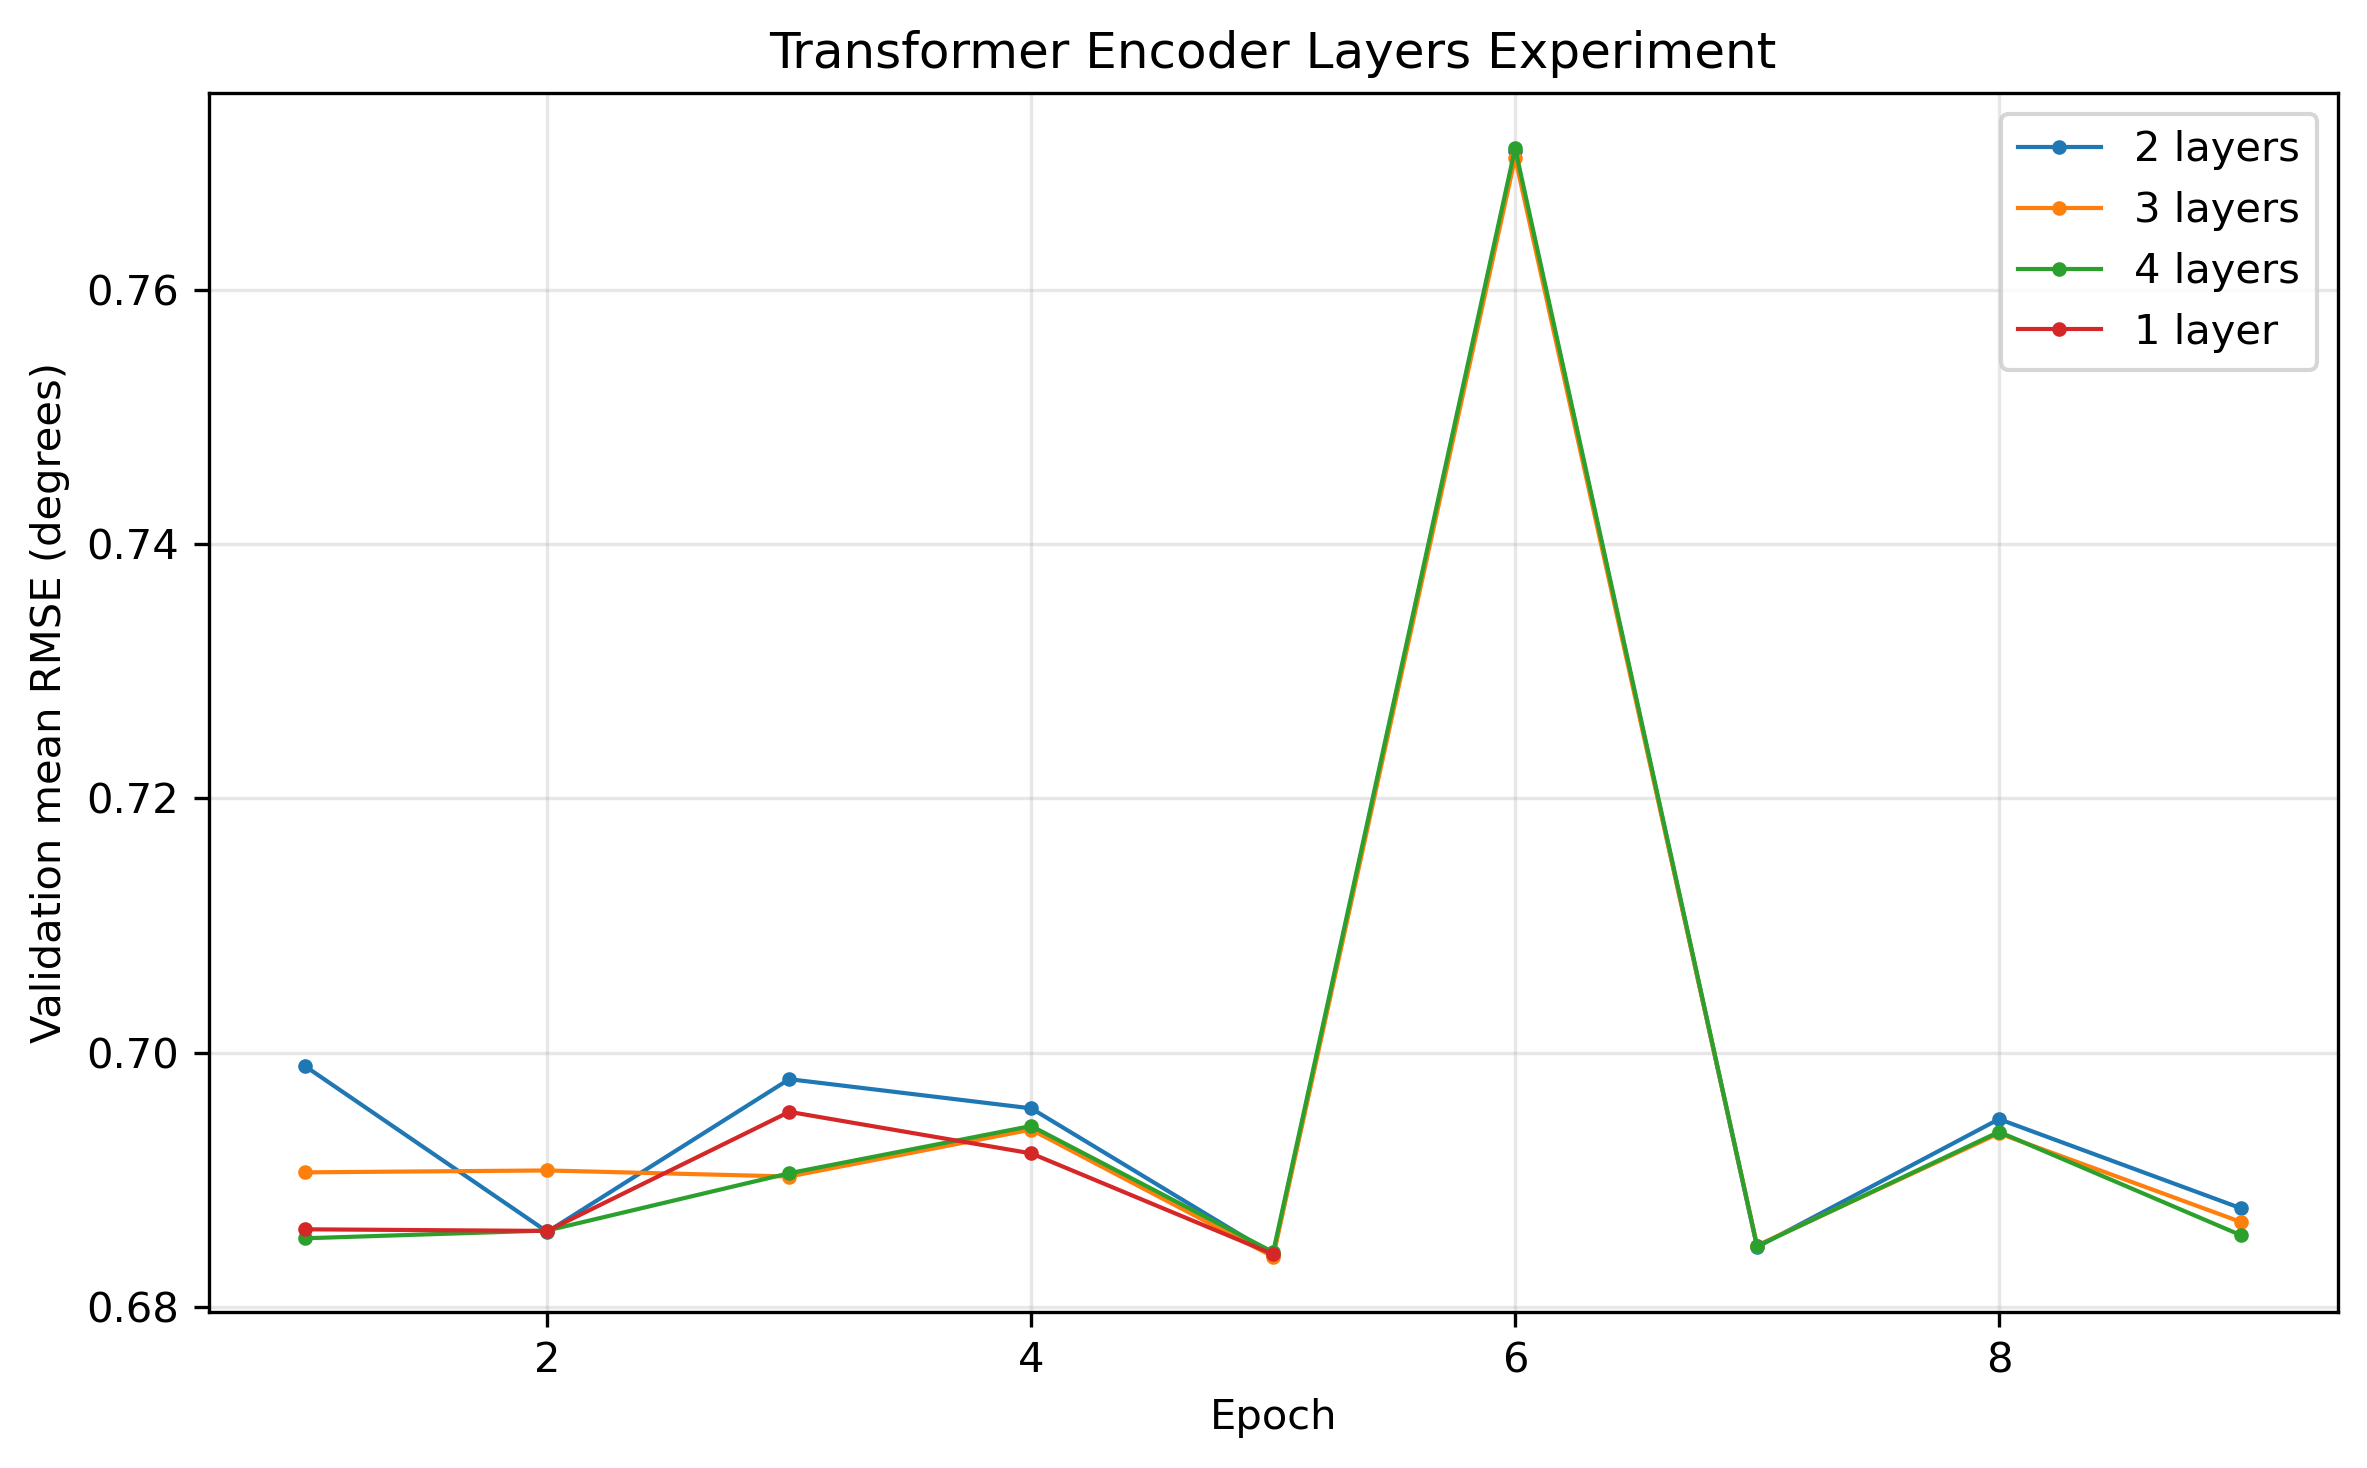 Transformer Encoder Layers Experiment
2 layers
3 layers
4 layers
1 layer
Validation mean RMSE (degrees)
0.76
0.74
0.72
0.70
0.68
2 4 6 8
Epoch